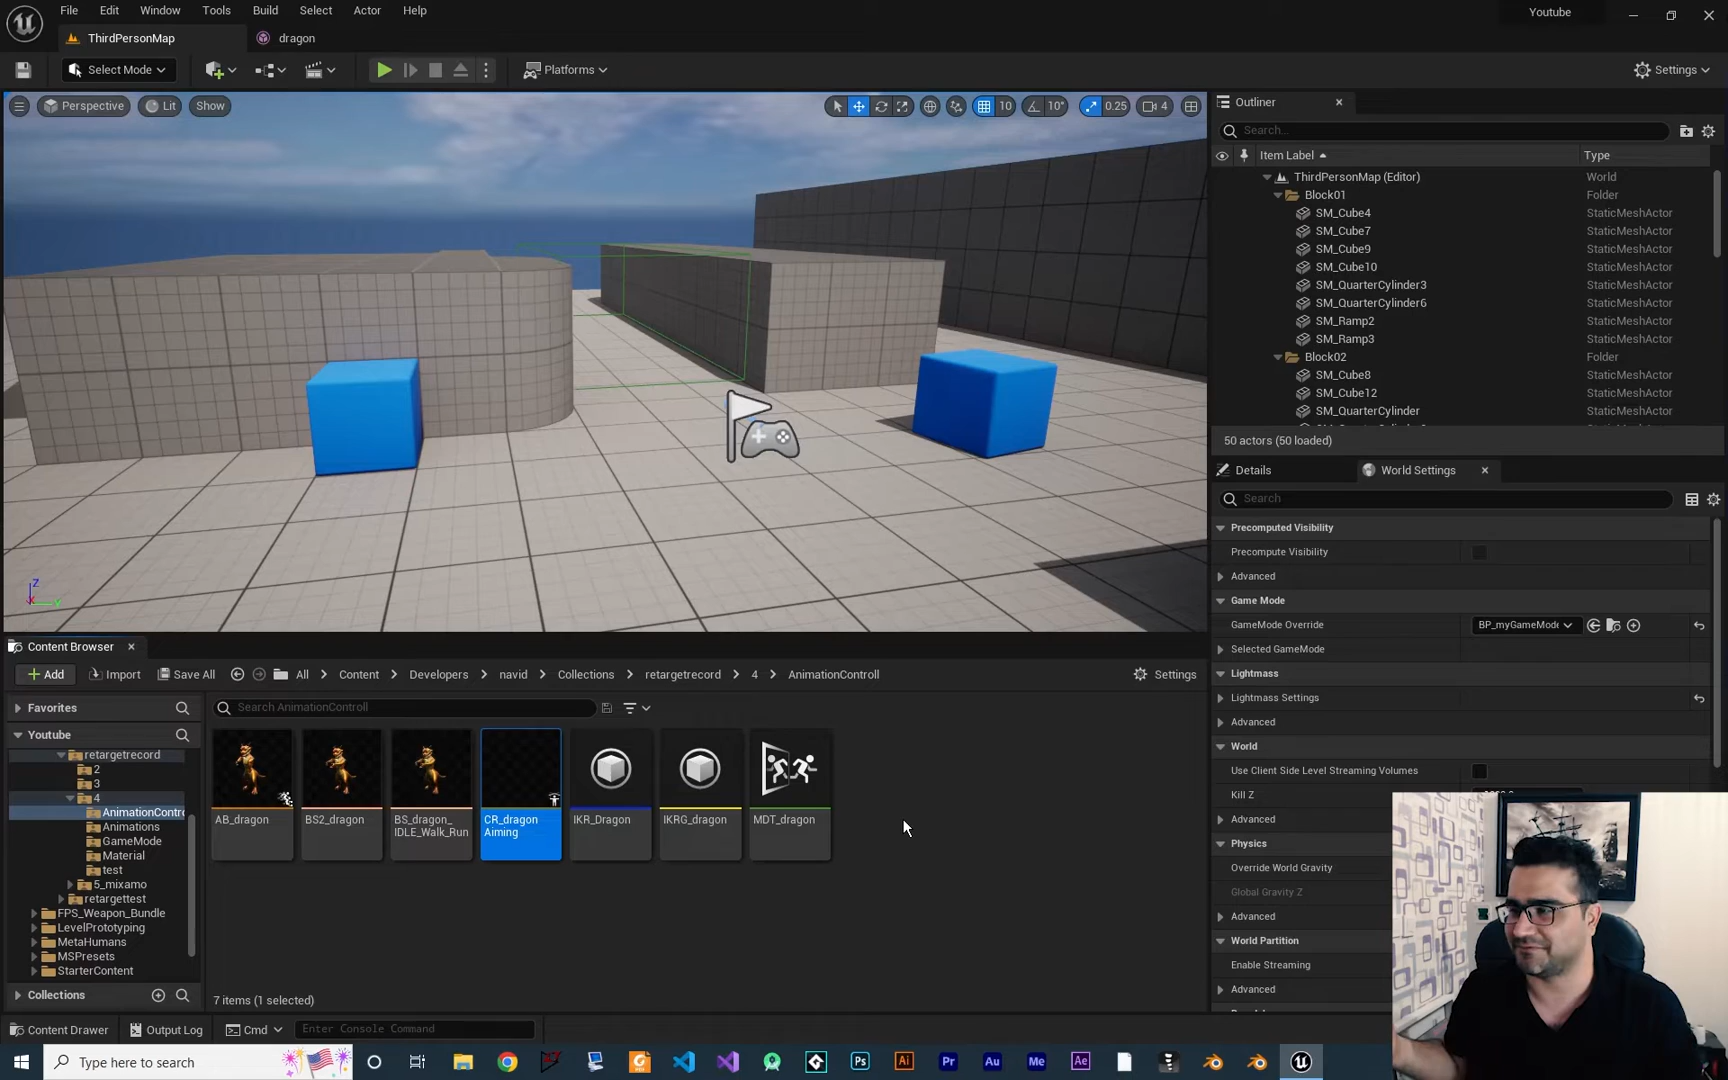 File Edit Window Tools Build Select Actor Help Youtube
ThirdPersonMap dragon
Select Mode Platforms Settings
Perspective Lit Show 10 10° 0.25 4
Outliner
Search...
Item Label Type
ThirdPersonMap (Editor) World
Block01 Folder
SM_Cube4 StaticMeshActor
SM_Cube7 StaticMeshActor
SM_Cube9 StaticMeshActor
SM_Cube10 StaticMeshActor
SM_QuarterCylinder3 StaticMeshActor
SM_QuarterCylinder6 StaticMeshActor
SM_Ramp2 StaticMeshActor
SM_Ramp3 StaticMeshActor
Block02 Folder
SM_Cube8 StaticMeshActor
SM_Cube12 StaticMeshActor
SM_QuarterCylinder StaticMeshActor
50 actors (50 loaded)
Details World Settings
Search
Precomputed Visibility
Precompute Visibility
Advanced
Game Mode
GameMode Override BP_myGameMode
Selected GameMode
Lightmass
Lightmass Settings
Advanced
World
Use Client Side Level Streaming Volumes
Kill Z
Advanced
Physics
Override World Gravity
Global Gravity Z
Advanced
World Partition
Enable Streaming
Advanced
Z
Y
Content Browser
Add Import Save All All Content Developers navid Collections retargetrecord 4 AnimationControll Settings
Favorites
Search AnimationControll
Youtube
retargetrecord
2
3
4
AnimationContro
Animations
GameMode
Material
test
5_mixamo
retargettest
FPS_Weapon_Bundle
LevelPrototyping
MetaHumans
MSPresets
StarterContent
Collections
AB_dragon
BS2_dragon
BS_dragon_
IDLE_Walk_Run
CR_dragon
Aiming
IKR_Dragon
IKRG_dragon
MDT_dragon
7 items (1 selected)
Content Drawer Output Log Cmd Enter Console Command
Type here to search
Ps Ai Pr Au Me Ae